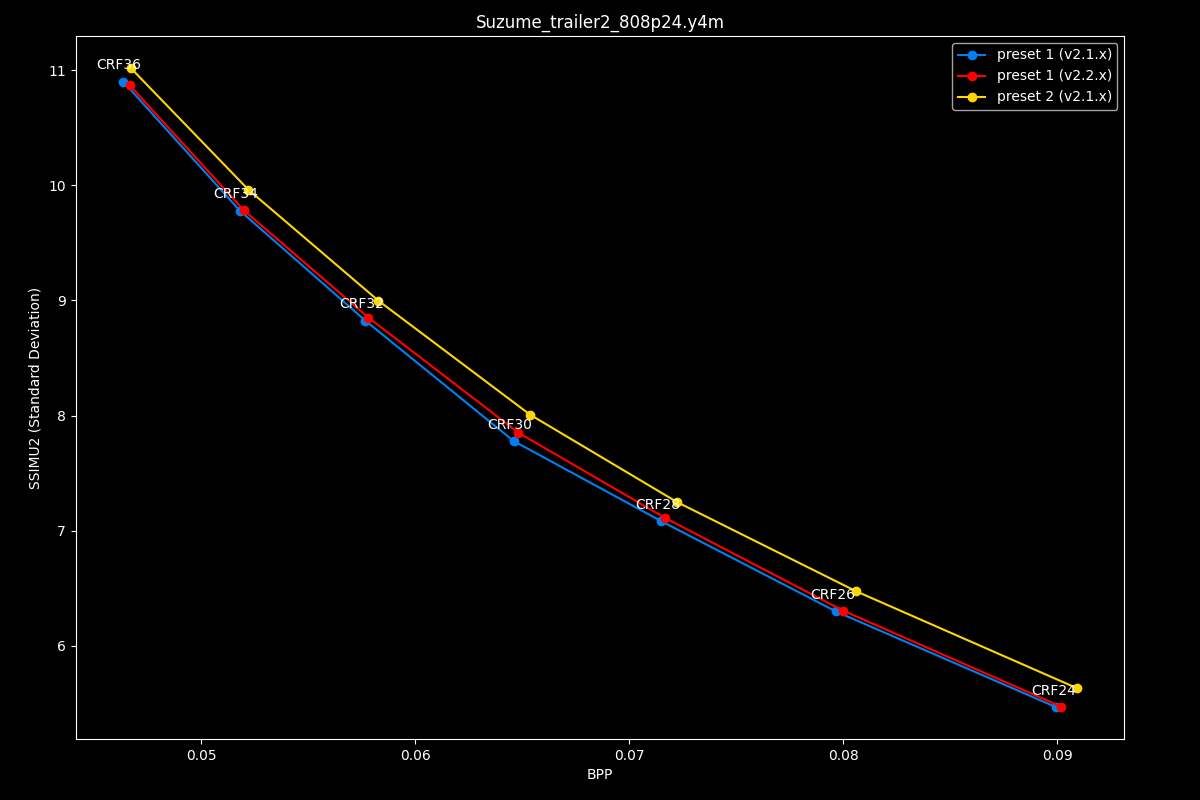 Suzume_trailer2_808p24.y4m
preset 1 (v2.1.x)
preset 1 (v2.2.x)
preset 2 (v2.1.x)
11
10
9
8
7
6
SSIMU2 (Standard Deviation)
CRF36
CRF34
CRF32
CRF30
CRF28
CRF26
CRF24
0.05
0.06
0.07
0.08
0.09
BPP